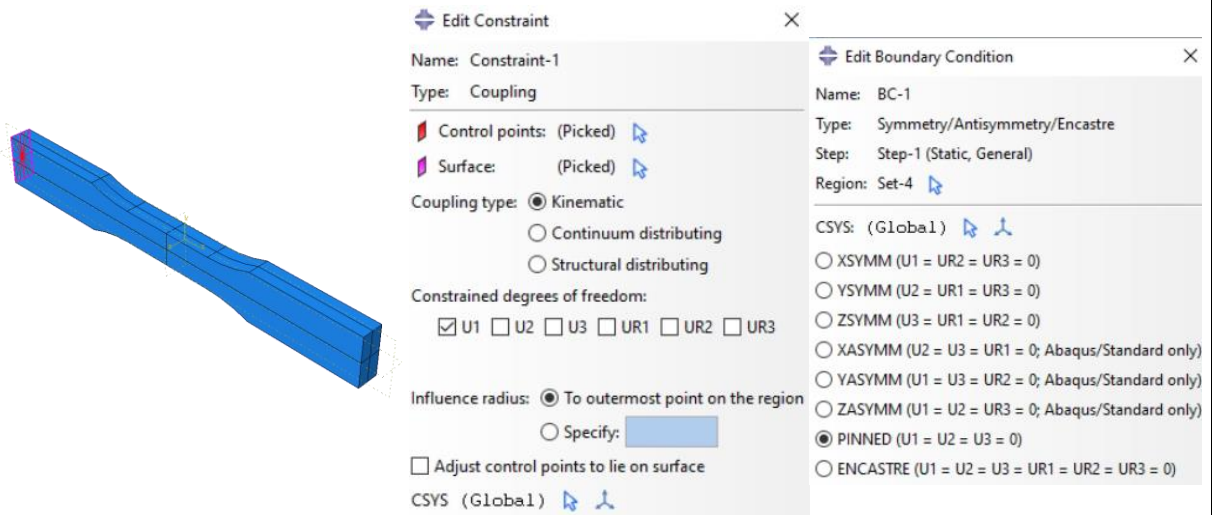 Edit Constraint
Name: Constraint-1
Type: Coupling
Control points: (Picked)
Surface: (Picked)
Coupling type: Kinematic
Continuum distributing
Structural distributing
Constrained degrees of freedom:
U1 U2 U3 UR1 UR2 UR3
Influence radius: To outermost point on the region
Specify:
Adjust control points to lie on surface
CSYS (Global)
Edit Boundary Condition
Name: BC-1
Type: Symmetry/Antisymmetry/Encastre
Step: Step-1 (Static, General)
Region: Set-4
CSYS: (Global)
XSYMM (U1 = UR2 = UR3 = 0)
YSYMM (U2 = UR1 = UR3 = 0)
ZSYMM (U3 = UR1 = UR2 = 0)
XASYMM (U2 = U3 = UR1 = 0; Abaqus/Standard only)
YASYMM (U1 = U3 = UR2 = 0; Abaqus/Standard only)
ZASYMM (U1 = U2 = UR3 = 0; Abaqus/Standard only)
PINNED (U1 = U2 = U3 = 0)
ENCASTRE (U1 = U2 = U3 = UR1 = UR2 = UR3 = 0)